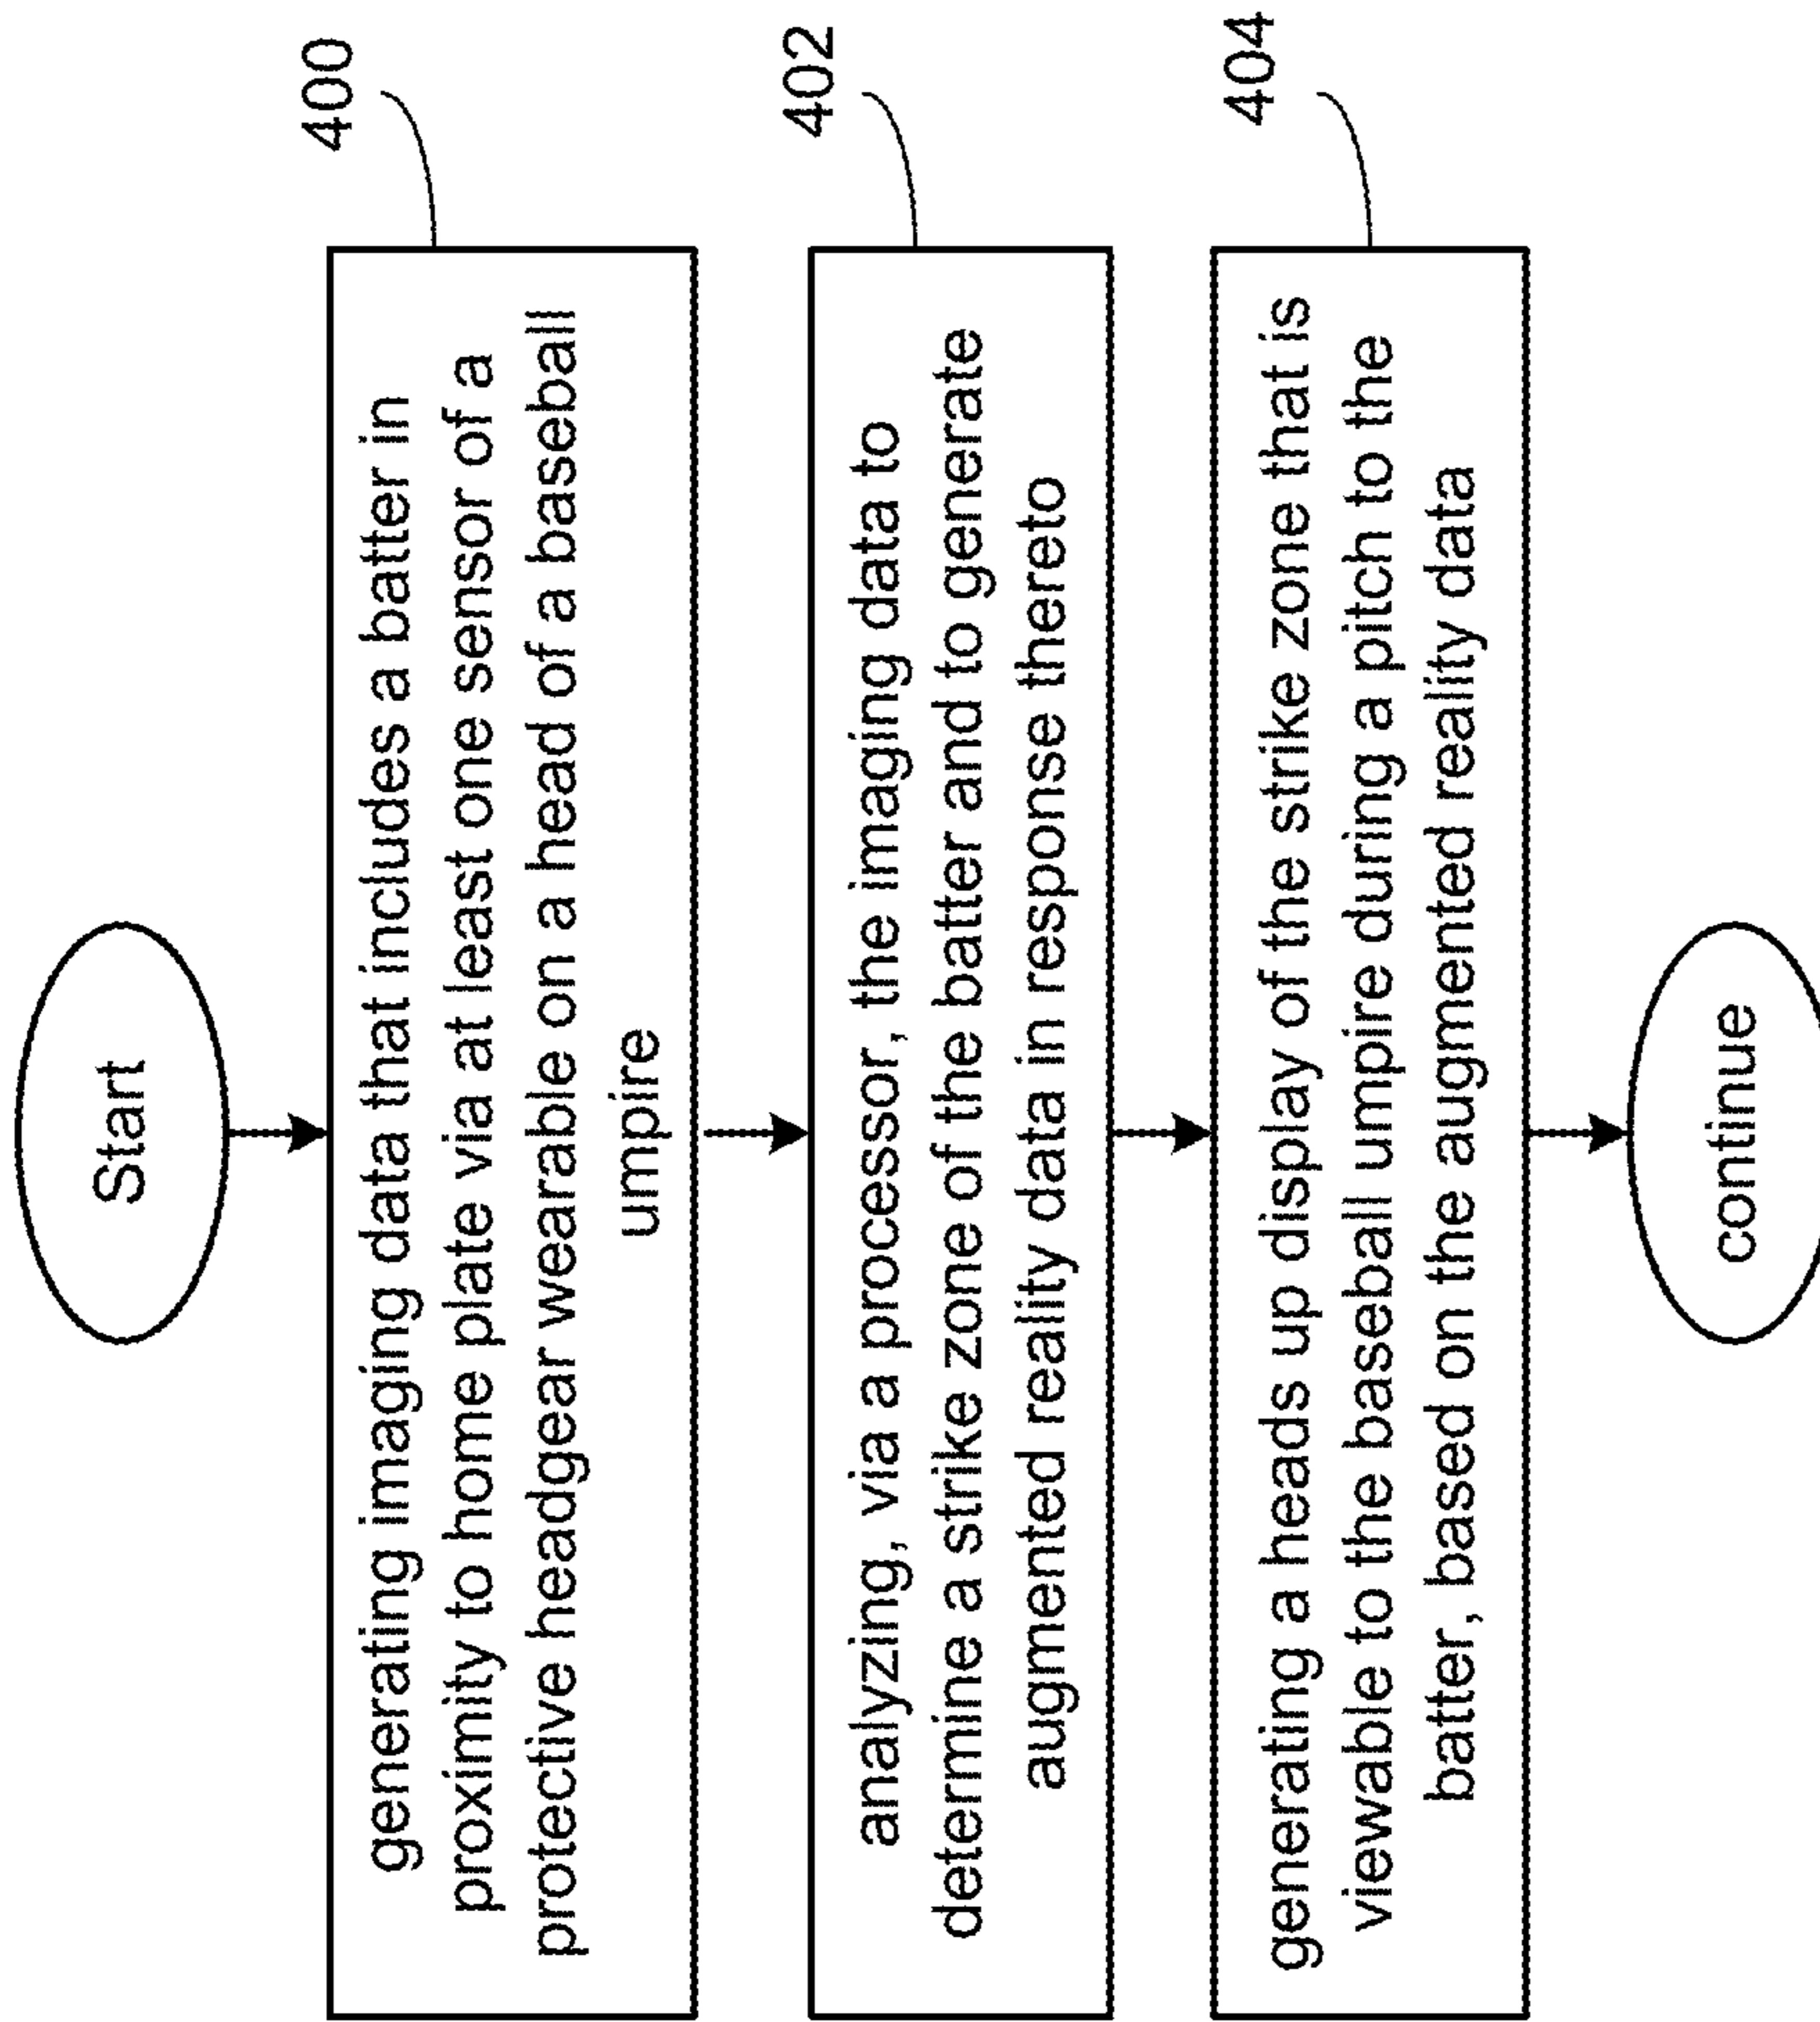 Start
400
generating imaging data that includes a batter in
proximity to home plate via at least one sensor of a
protective headgear wearable on a head of a baseball
umpire
402
analyzing, via a processor, the imaging data to
determine a strike zone of the batter and to generate
augmented reality data in response thereto
404
generating a heads up display of the strike zone that is
viewable to the baseball umpire during a pitch to the
batter, based on the augmented reality data
continue